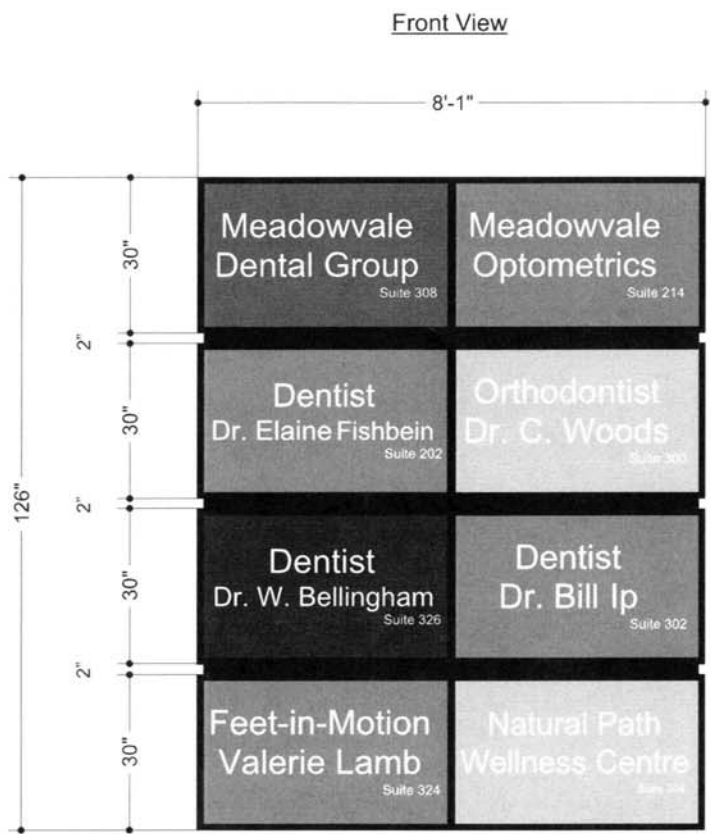 Front View
8'-1"
126"
30"
Meadowvale
Dental Group
Suite 308
Meadowvale
Optometrics
Suite 214
2"
30"
Dentist
Dr. Elaine Fishbein
Suite 202
Orthodontist
Dr. C. Woods
Suite 300
2"
30"
Dentist
Dr. W. Bellingham
Suite 326
Dentist
Dr. Bill Ip
Suite 302
2"
30"
Feet-in-Motion
Valerie Lamb
Suite 324
Natural Path
Wellness Centre
Suite